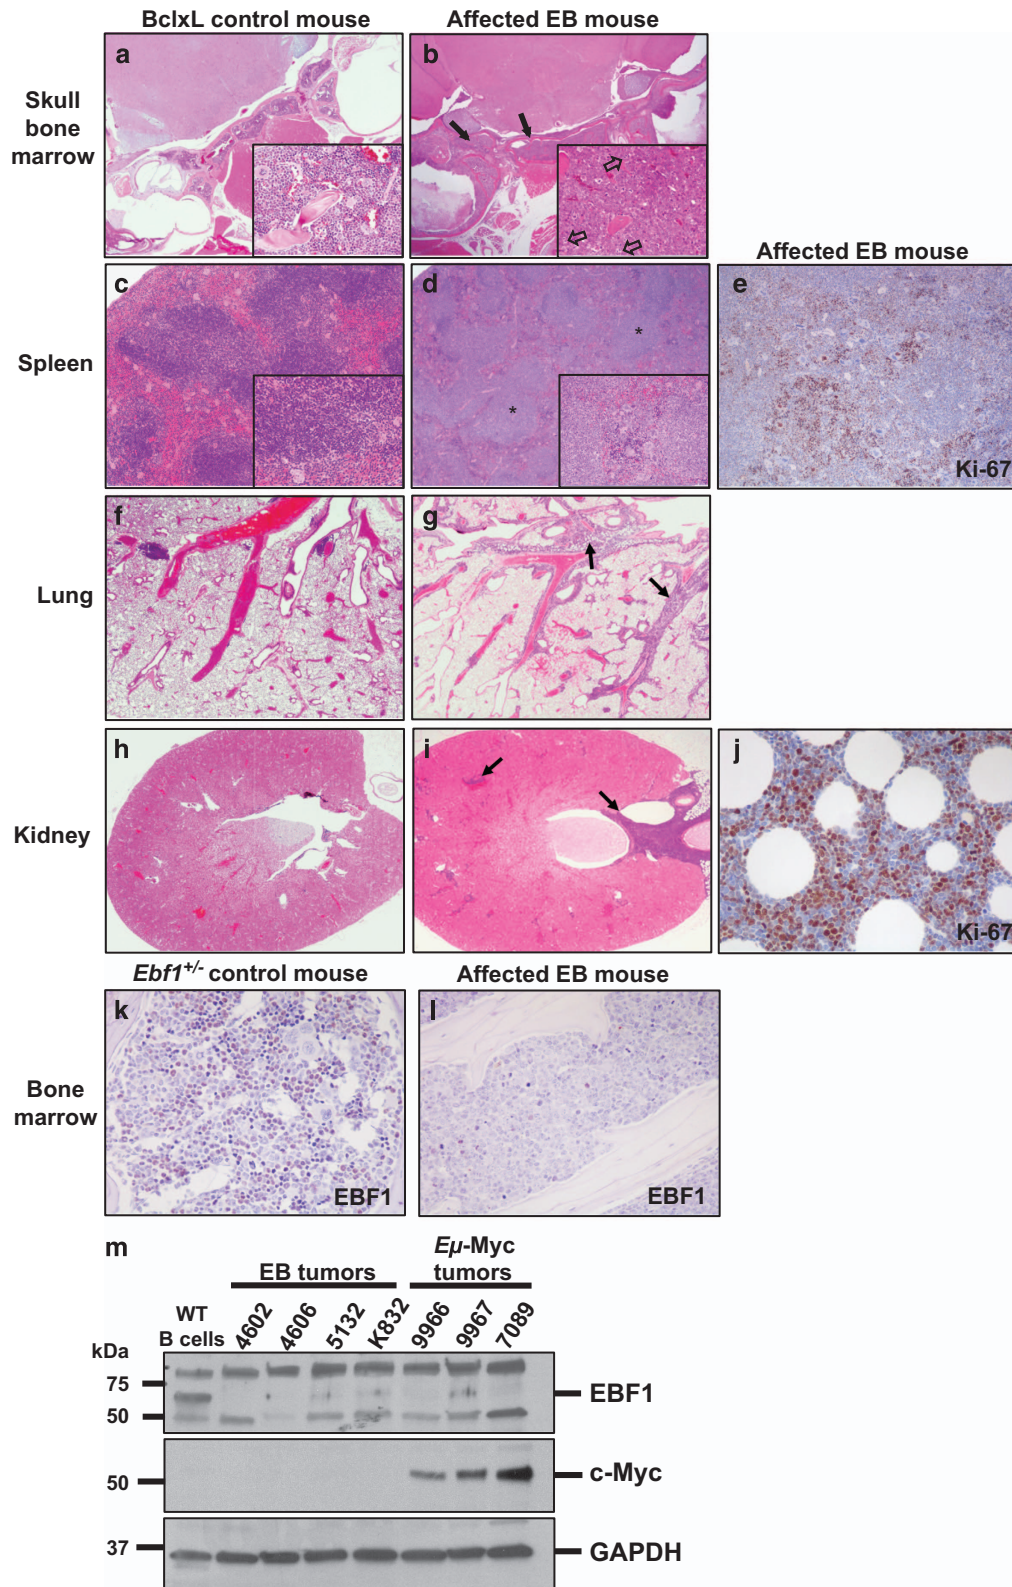 BclxL control mouse
Affected EB mouse
Skull
bone
marrow
a
b
Affected EB mouse
Spleen
c
d
*
*
e
Ki-67
Lung
f
g
Kidney
h
i
j
Ki-67
Ebf1+/- control mouse
Affected EB mouse
Bone
marrow
k
EBF1
l
EBF1
m
EB tumors
Eμ-Myc
tumors
WT
B cells
4602
4606
5132
K832
9966
9967
7089
kDa
75
50
EBF1
50
c-Myc
37
GAPDH